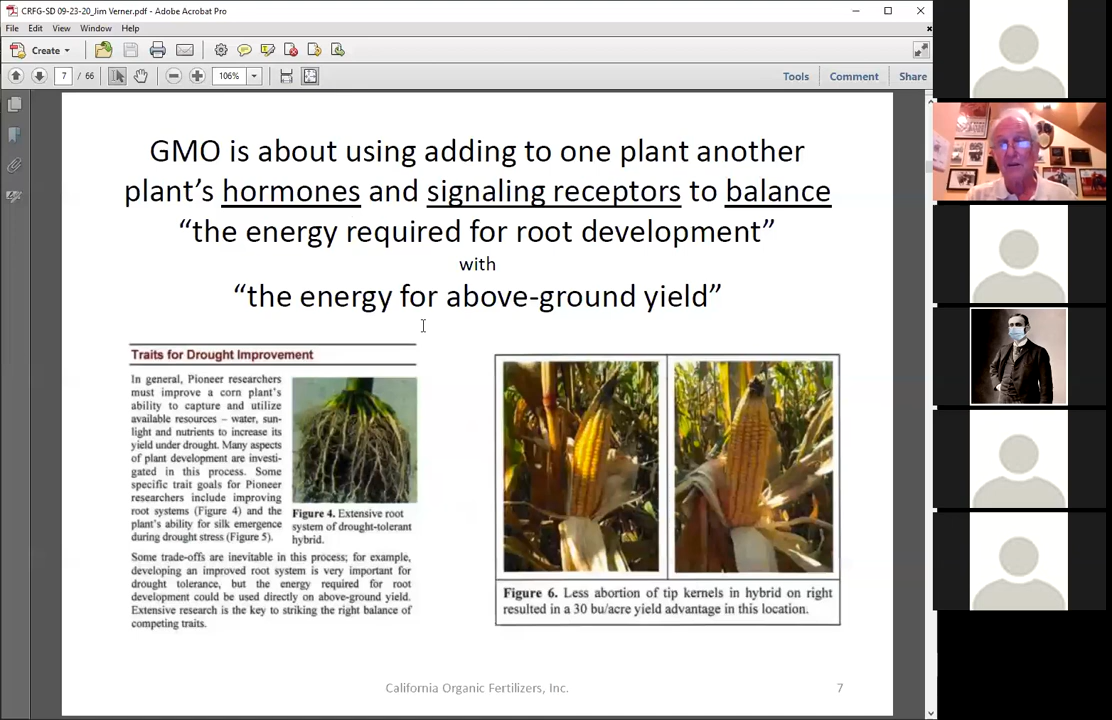 CRFG-SD 09-23-20_Jim Verner.pdf - Adobe Acrobat Pro
File Edit View Window Help
Create
7 / 66
106%
Tools Comment Share
GMO is about using adding to one plant another
plant’s hormones and signaling receptors to balance
“the energy required for root development”
with
“the energy for above-ground yield”
Traits for Drought Improvement
In general, Pioneer researchers
must improve a corn plant's
ability to capture and utilize
available resources – water, sun-
light and nutrients to increase its
yield under drought. Many aspects
of plant development are investi-
gated in this process. Some
specific trait goals for Pioneer
researchers include improving
root systems (Figure 4) and the
plant's ability for silk emergence
during drought stress (Figure 5).
Figure 4. Extensive root
system of drought-tolerant
hybrid.
Some trade-offs are inevitable in this process; for example,
developing an improved root system is very important for
drought tolerance, but the energy required for root
development could be used directly on above-ground yield.
Extensive research is the key to striking the right balance of
competing traits.
Figure 6. Less abortion of tip kernels in hybrid on right
resulted in a 30 bu/acre yield advantage in this location.
California Organic Fertilizers, Inc.
7